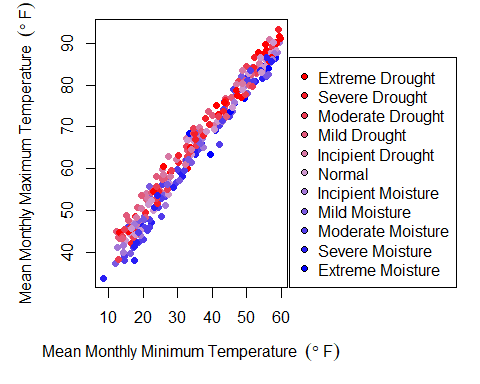 Mean Monthly Maximum Temperature (° F)
90
80
70
60
50
40
10 20 30 40 50 60
Mean Monthly Minimum Temperature (° F)
Extreme Drought
Severe Drought
Moderate Drought
Mild Drought
Incipient Drought
Normal
Incipient Moisture
Mild Moisture
Moderate Moisture
Severe Moisture
Extreme Moisture